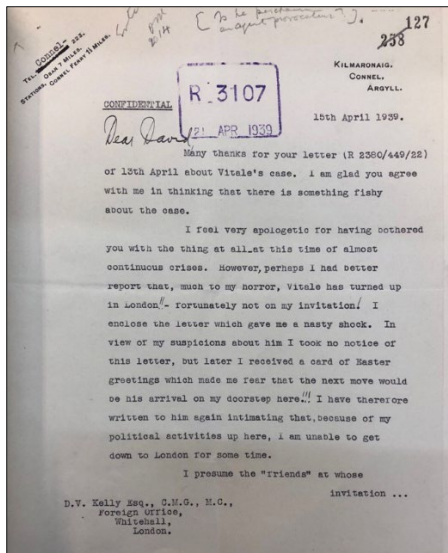 [Is he perchance
an agent provocateur?].
127
238
Connel- 222.
TEL.
OBAN 7 MILES.
STATIONS, CONNEL FERRY 1½ MILES.
KILMARONAIG.
CONNEL,
ARGYLL.
CONFIDENTIAL
R 3107
21 APR 1939
15th April 1939.
Dear David,
Many thanks for your letter (R 2380/449/22)
of 13th April about Vitale's case. I am glad you agree
with me in thinking that there is something fishy
about the case.
I feel very apologetic for having bothered
you with the thing at all at this time of almost
continuous crises. However, perhaps I had better
report that, much to my horror, Vitale has turned up
in London!! - fortunately not on my invitation! I
enclose the letter which gave me a nasty shock. In
view of my suspicions about him I took no notice of
this letter, but later I received a card of Easter
greetings which made me fear that the next move would
be his arrival on my doorstep here!!! I have therefore
written to him again intimating that, because of my
political activities up here, I am unable to get
down to London for some time.
I presume the "friends" at whose
invitation ...
D.V. Kelly Esq., C.M.G., M.C.,
Foreign Office,
Whitehall,
London.